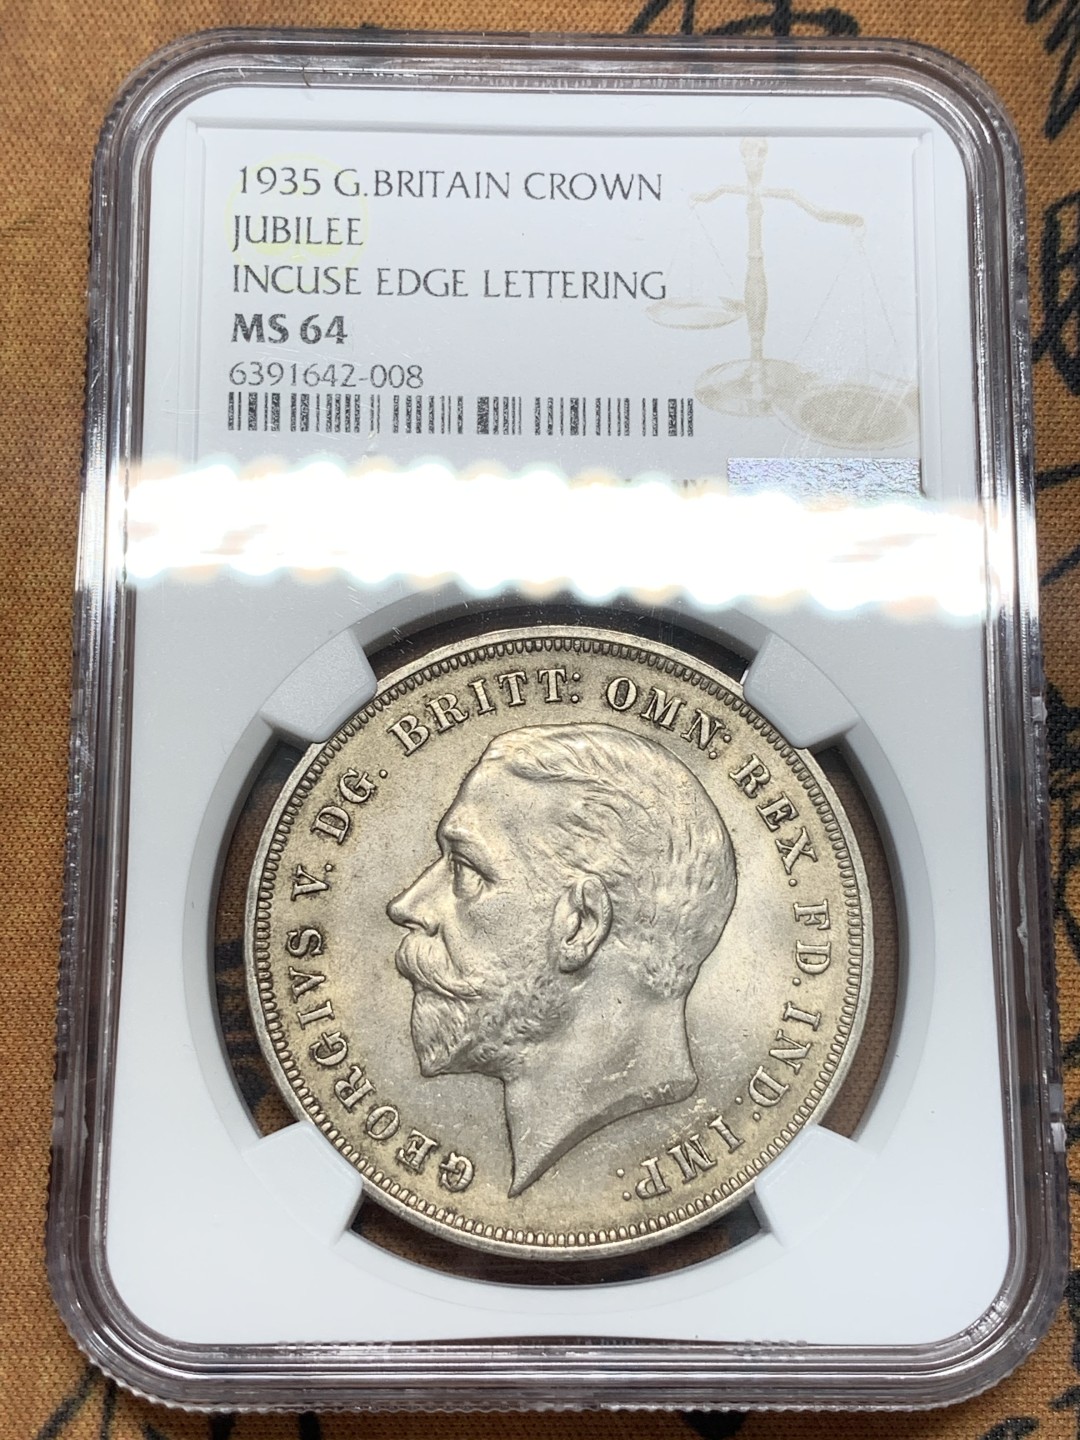 1935 G.BRITAIN CROWN
JUBILEE
INCUSE EDGE LETTERING
MS 64
6391642-008
GEORGIVS V. DG. BRITT: OMN: REX. FD. IND: IMP:
BM